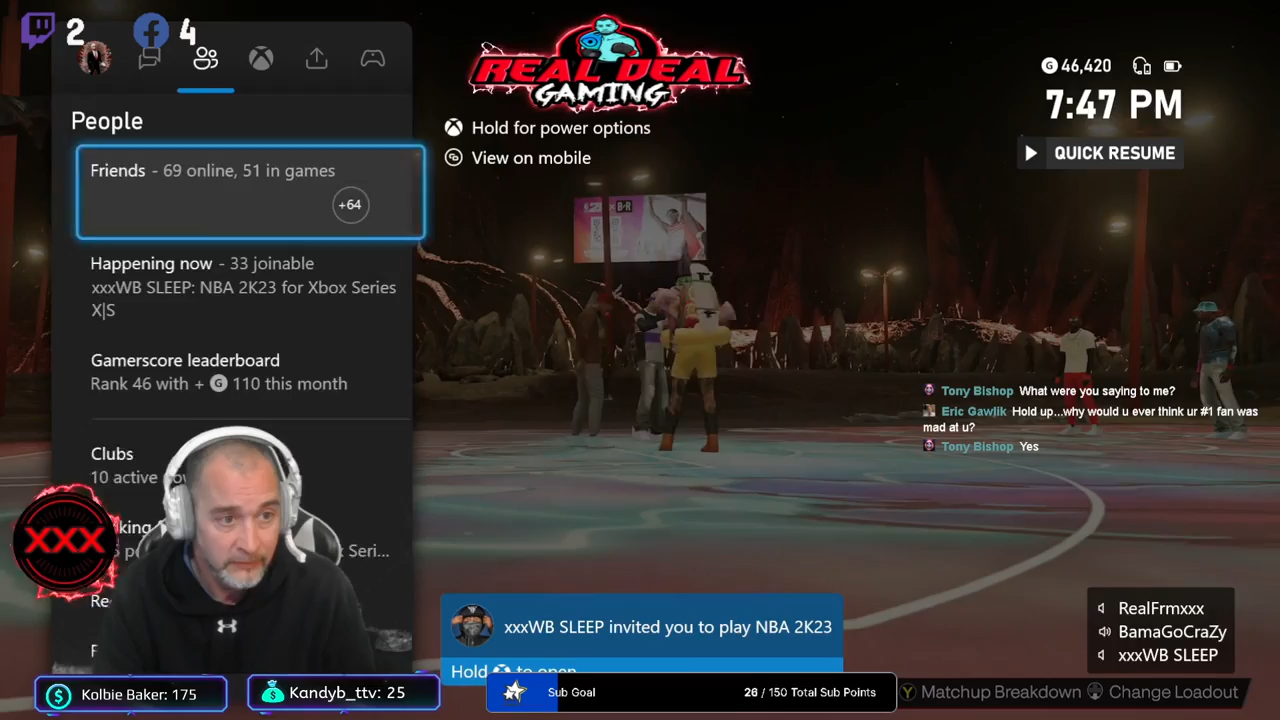 2
4
REAL DEAL
GAMING
46,420
7:47 PM
QUICK RESUME
Hold for power options
View on mobile
People
Friends - 69 online, 51 in games
+64
Happening now - 33 joinable
xxxWB SLEEP: NBA 2K23 for Xbox Series
X|S
Gamerscore leaderboard
Rank 46 with + G 110 this month
Clubs
10 active
Seri...
XXX
Tony Bishop What were you saying to me?
Eric Gawlik Hold up...why would u ever think ur #1 fan was
mad at u?
Tony Bishop Yes
xxxWB SLEEP invited you to play NBA 2K23
Hold to open
RealFrmxxx
BamaGoCraZy
xxxWB SLEEP
Kolbie Baker: 175
Kandyb_ttv: 25
Sub Goal
26 / 150 Total Sub Points
Y Matchup Breakdown Change Loadout